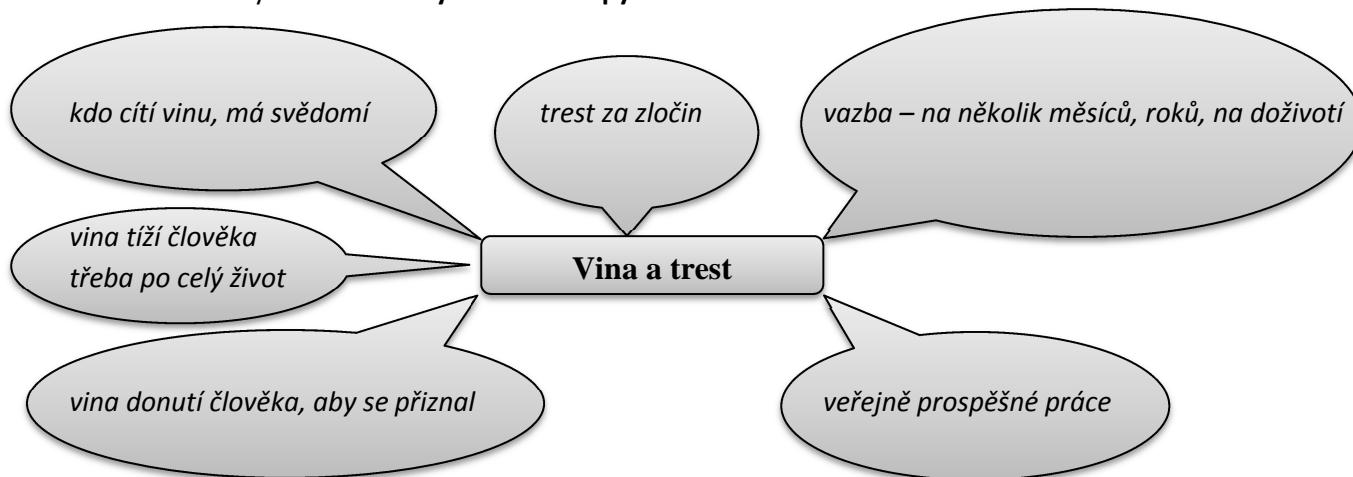 kdo cítí vinu, má svědomí
trest za zločin
vazba – na několik měsíců, roků, na doživotí
vina tíží člověka
třeba po celý život
Vina a trest
vina donutí člověka, aby se přiznal
veřejně prospěšné práce